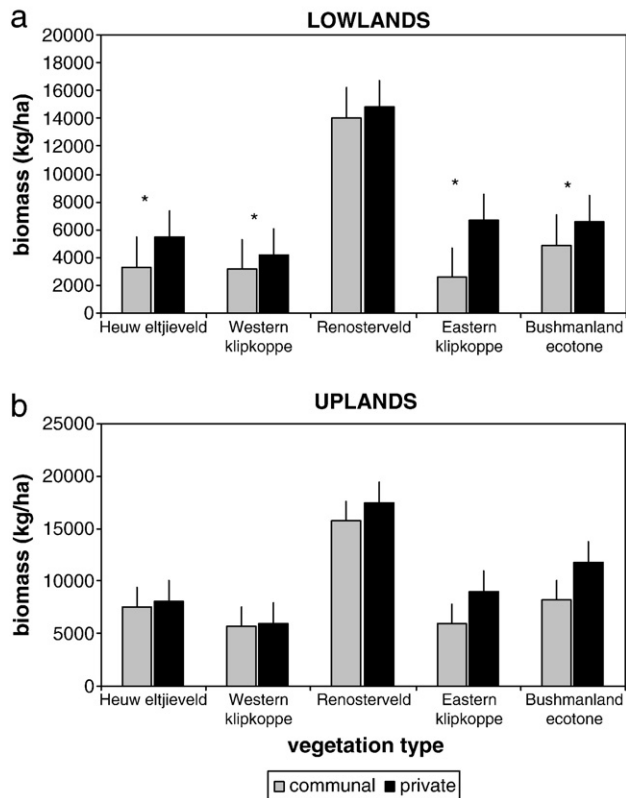 a
LOWLANDS
biomass (kg/ha)
20000
18000
16000
14000
12000
10000
8000
6000
4000
2000
0
* * * *
Heuw eltjieveld Western klipkoppe Renosterveld Eastern klipkoppe Bushmanland ecotone
b
UPLANDS
biomass (kg/ha)
25000
20000
15000
10000
5000
0
Heuw eltjieveld Western klipkoppe Renosterveld Eastern klipkoppe Bushmanland ecotone
vegetation type
communal private